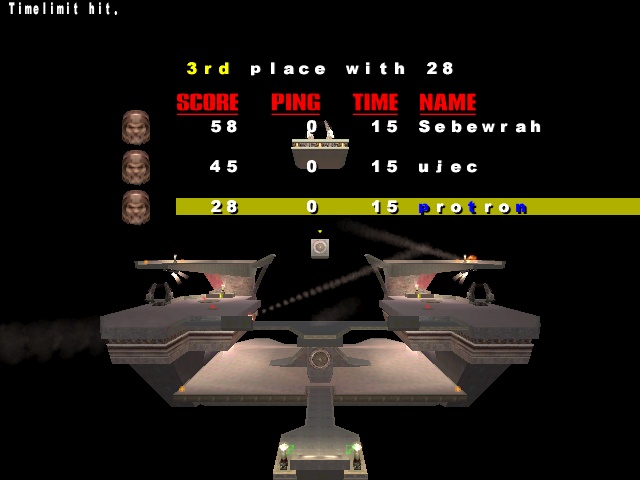 Timelimit hit.
3rd place with 28
SCORE PING TIME NAME
58 0 15 Sebewrah
45 0 15 ujec
28 0 15 protron